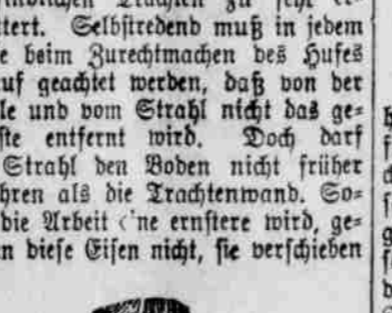 tert. Selbstredend muß in jedem
e beim Zurechtmachen des Hufes
uf geachtet werden, daß von der
le und vom Strahl nicht das ge-
ste entfernt wird. Doch darf
Strahl den Boden nicht früher
hren als die Trachtenwand. So-
die Arbeit 'ne ernstere wird, ge-
n diese Eisen nicht, sie verschieben